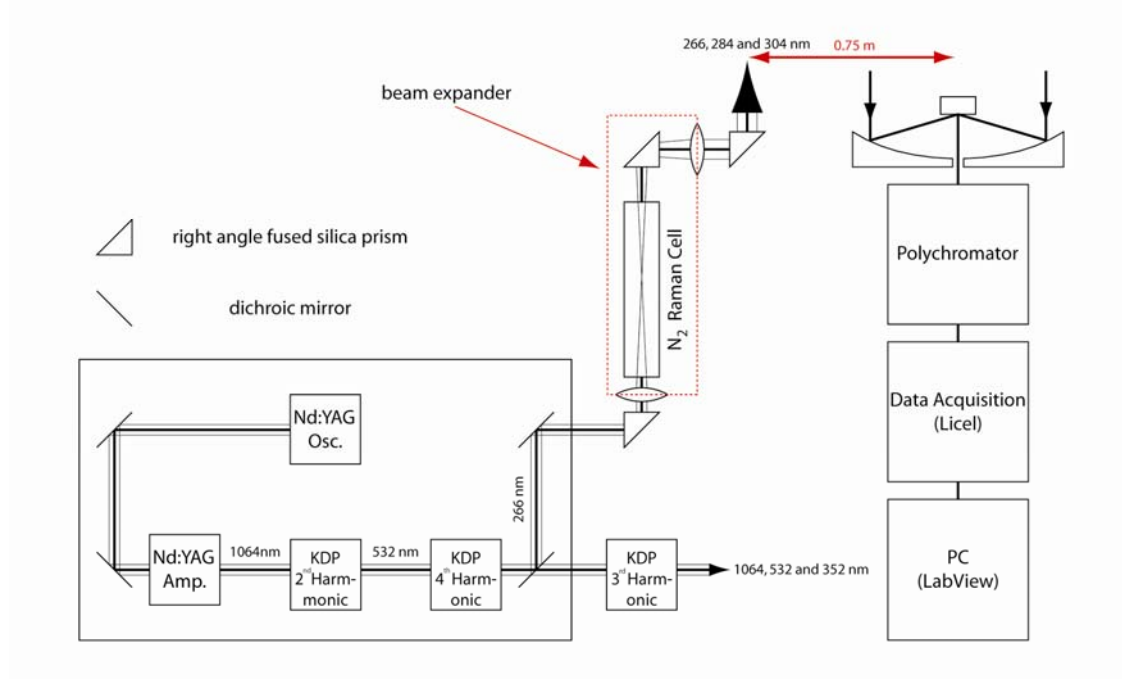 266, 284 and 304 nm
0.75 m
beam expander
right angle fused silica prism
dichroic mirror
N2 Raman Cell
Polychromator
Data Acquisition
(Licel)
PC
(LabView)
Nd:YAG
Osc.
266 nm
Nd:YAG
Amp.
1064nm
KDP
2nd Harm-
monic
532 nm
KDP
4th Harm-
onic
KDP
3rd Harm-
onic
1064, 532 and 352 nm